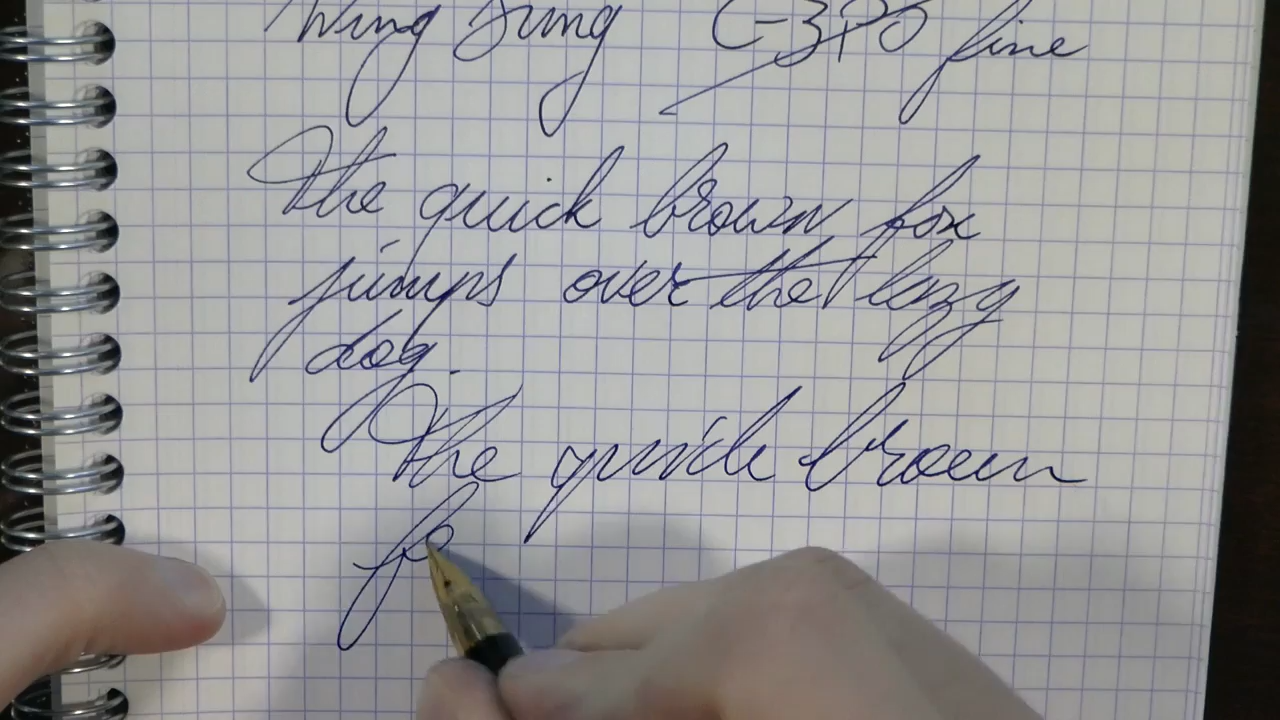 Wing Sung C-3PO fine
The quick brown fox
jumps over the lazy
dog.
The quick brown
fo